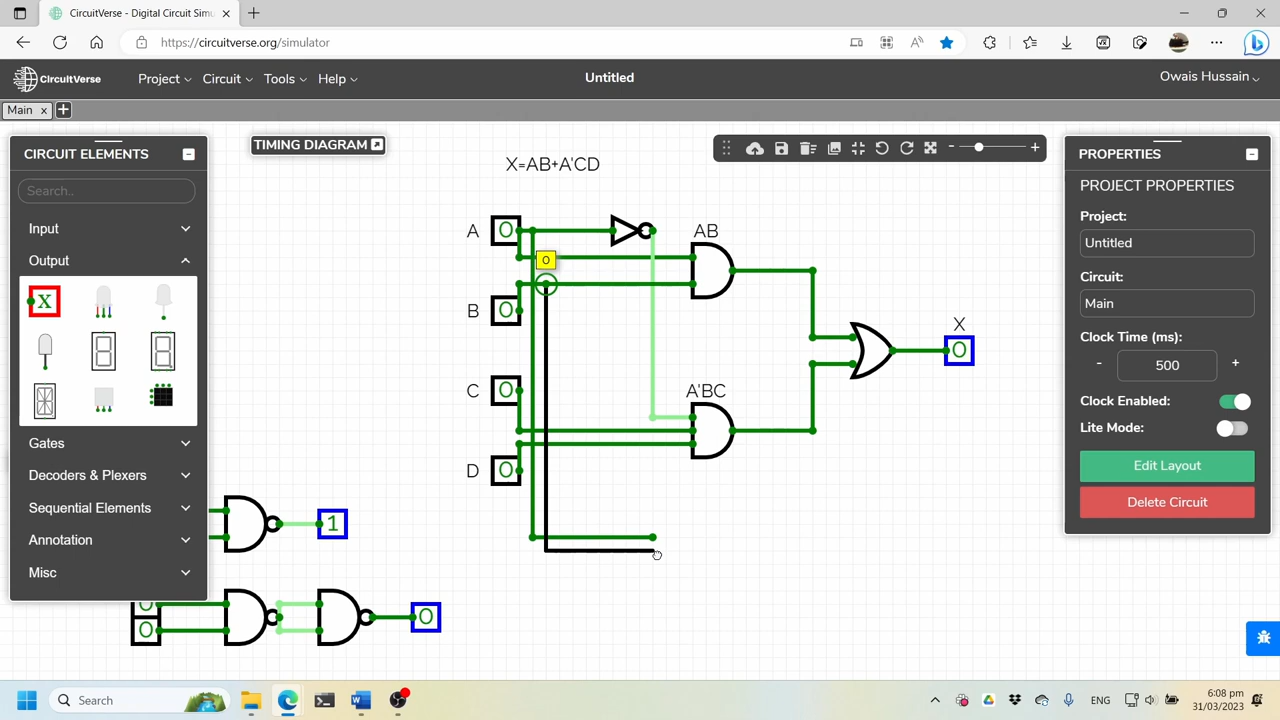 CircuitVerse - Digital Circuit Simu
https://circuitverse.org/simulator
CircuitVerse
Project
Circuit
Tools
Help
Untitled
Owais Hussain
Main x
CIRCUIT ELEMENTS
Search..
Input
Output
X
Gates
Decoders & Plexers
Sequential Elements
Annotation
Misc
TIMING DIAGRAM
X=AB+A'CD
A 0
0
B 0
C 0
D 0
AB
A'BC
X
0
1
0
0
0
PROPERTIES
PROJECT PROPERTIES
Project:
Untitled
Circuit:
Main
Clock Time (ms):
- 500 +
Clock Enabled:
Lite Mode:
Edit Layout
Delete Circuit
Search
ENG
6:08 pm
31/03/2023